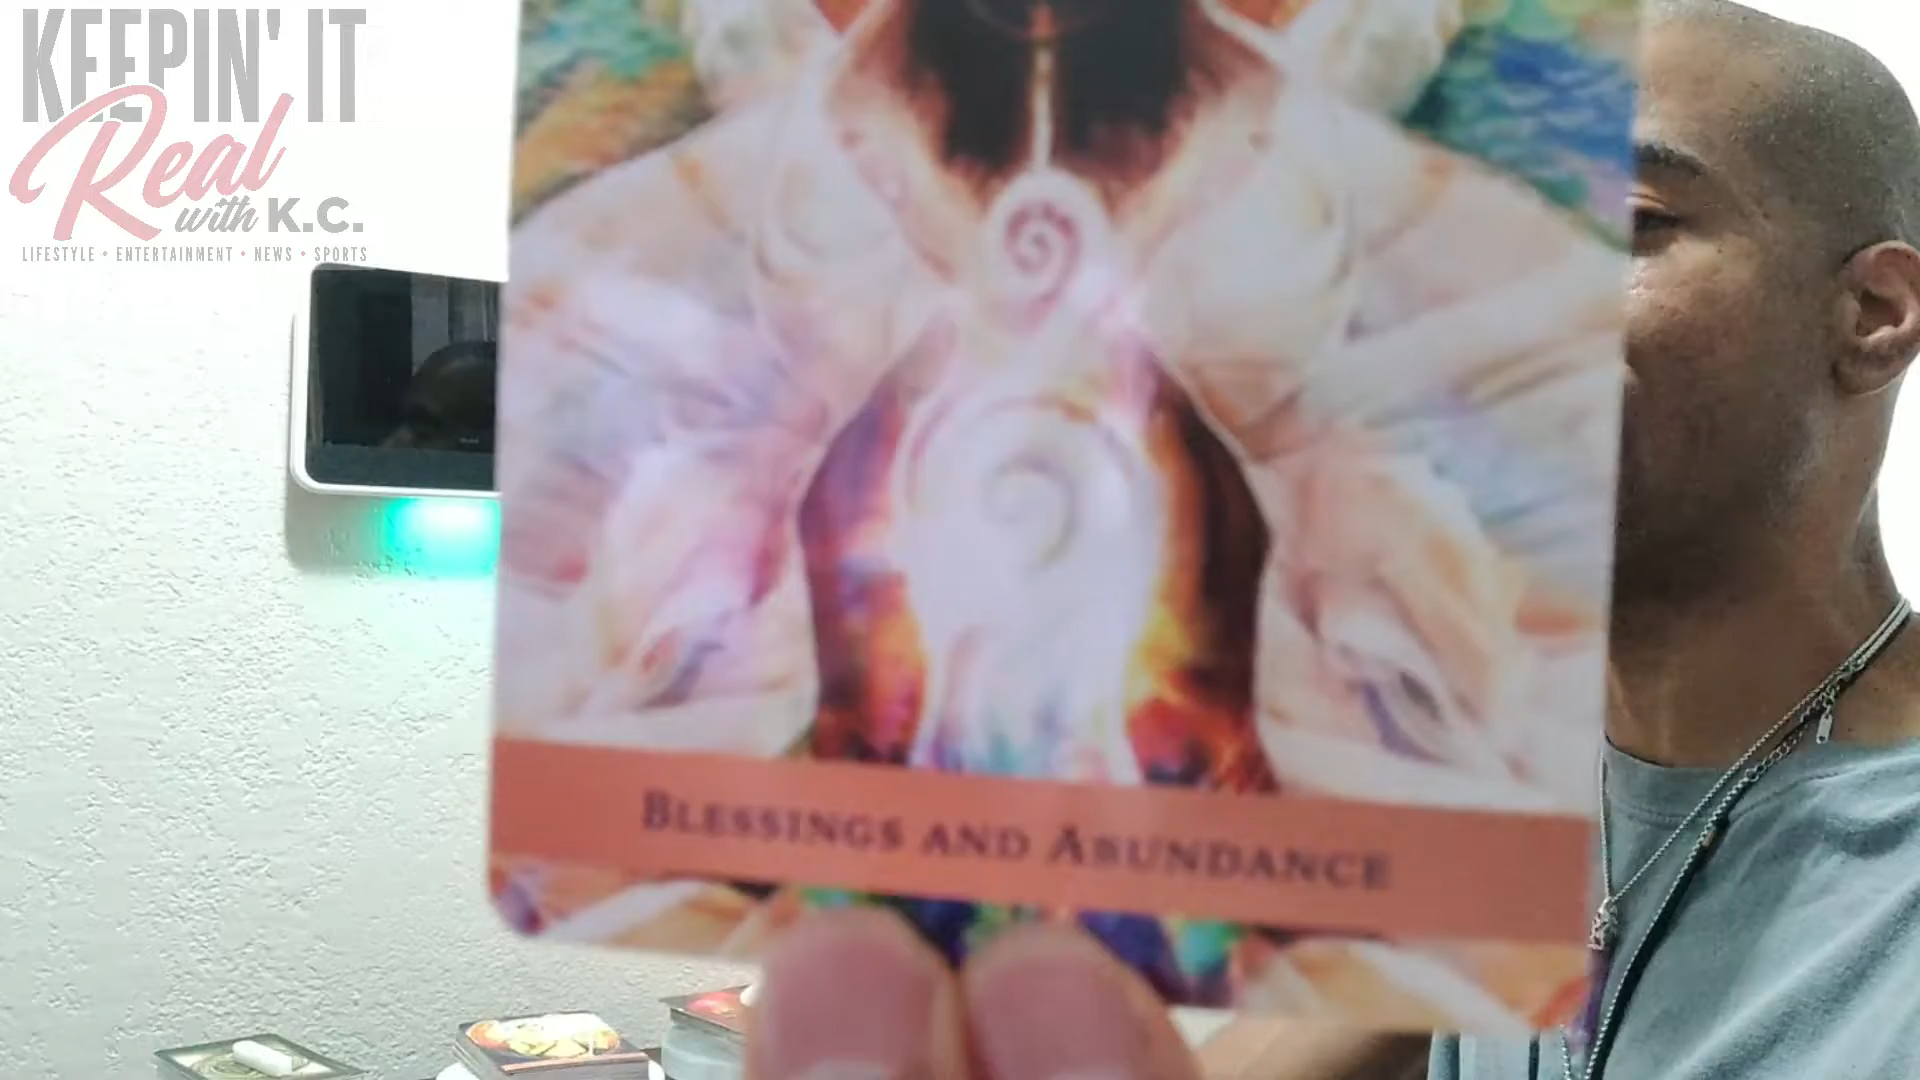 KEEPIN' IT
Real
with K.C.
LIFESTYLE • ENTERTAINMENT • NEWS • SPORTS
BLESSINGS AND ABUNDANCE